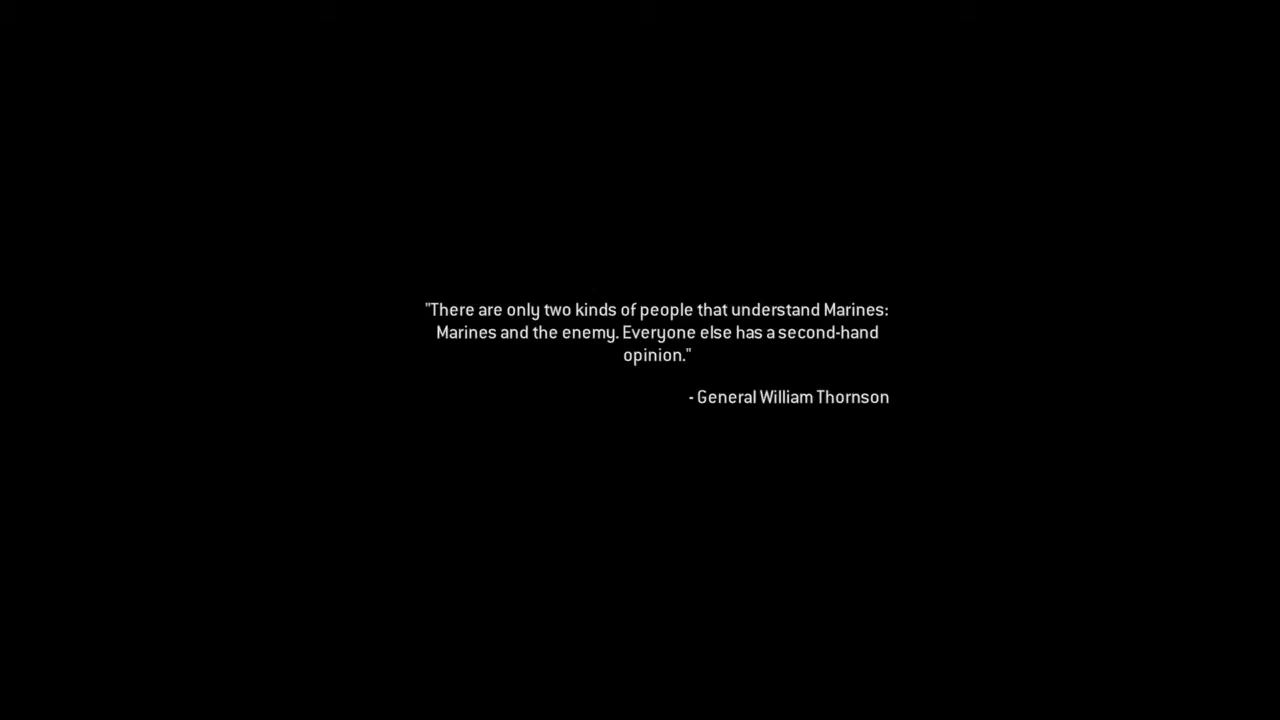 "There are only two kinds of people that understand Marines:
Marines and the enemy. Everyone else has a second-hand
opinion."
- General William Thornson